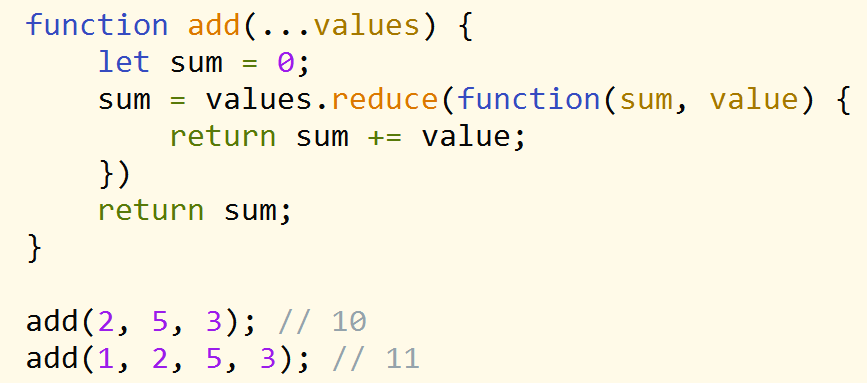 function add(...values) {
    let sum = 0;
    sum = values.reduce(function(sum, value) {
        return sum += value;
    })
    return sum;
}

add(2, 5, 3); // 10
add(1, 2, 5, 3); // 11